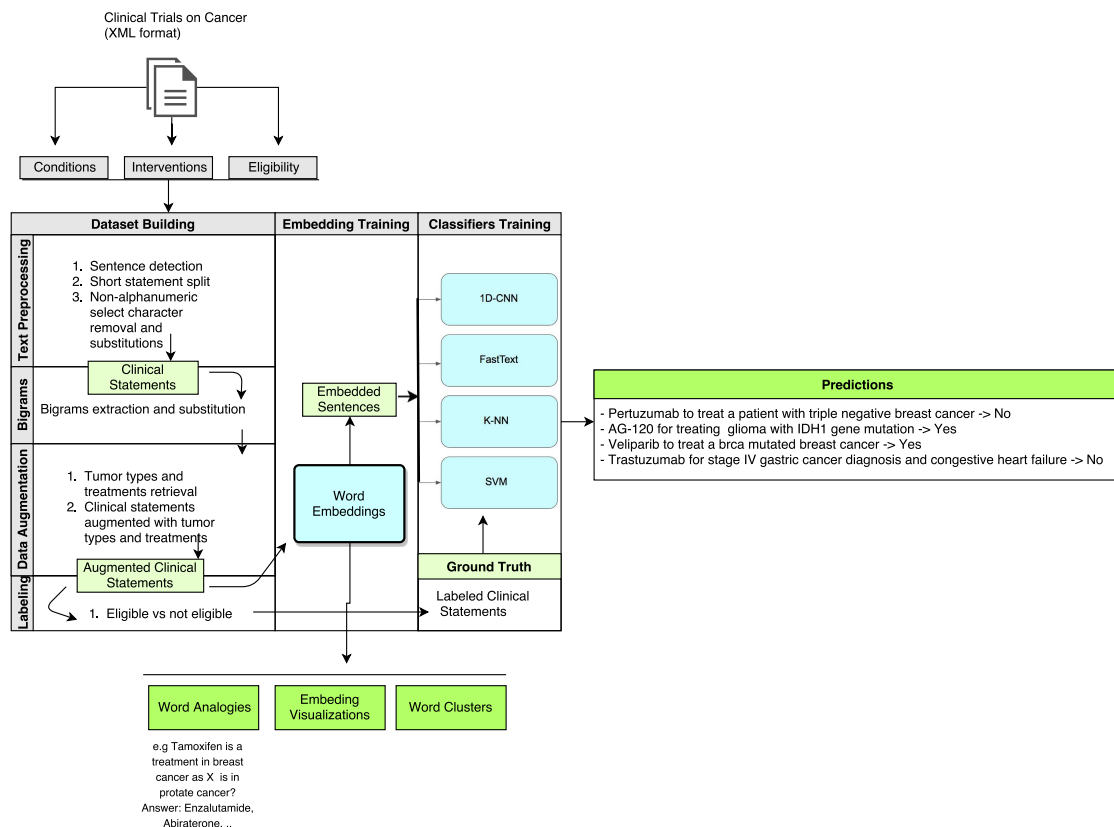 Clinical Trials on Cancer
(XML format)
Conditions
Interventions
Eligibility
Dataset Building
Embedding Training
Classifiers Training
Text Preprocessing
1. Sentence detection
2. Short statement split
3. Non-alphanumeric
select character
removal and
substitutions
Clinical
Statements
Bigrams
Bigrams extraction and substitution
Data Augmentation
1. Tumor types and
treatments retrieval
2. Clinical statements
augmented with tumor
types and treatments
Augmented Clinical
Statements
Labeling
1. Eligible vs not eligible
Embedded
Sentences
Word
Embeddings
1D-CNN
FastText
K-NN
SVM
Ground Truth
Labeled Clinical
Statements
Predictions
- Pertuzumab to treat a patient with triple negative breast cancer -> No
- AG-120 for treating glioma with IDH1 gene mutation -> Yes
- Veliparib to treat a brca mutated breast cancer -> Yes
- Trastuzumab for stage IV gastric cancer diagnosis and congestive heart failure -> No
Word Analogies
Embeding
Visualizations
Word Clusters
e.g Tamoxifen is a
treatment in breast
cancer as X is in
protate cancer?
Answer: Enzalutamide,
Abiraterone, ..